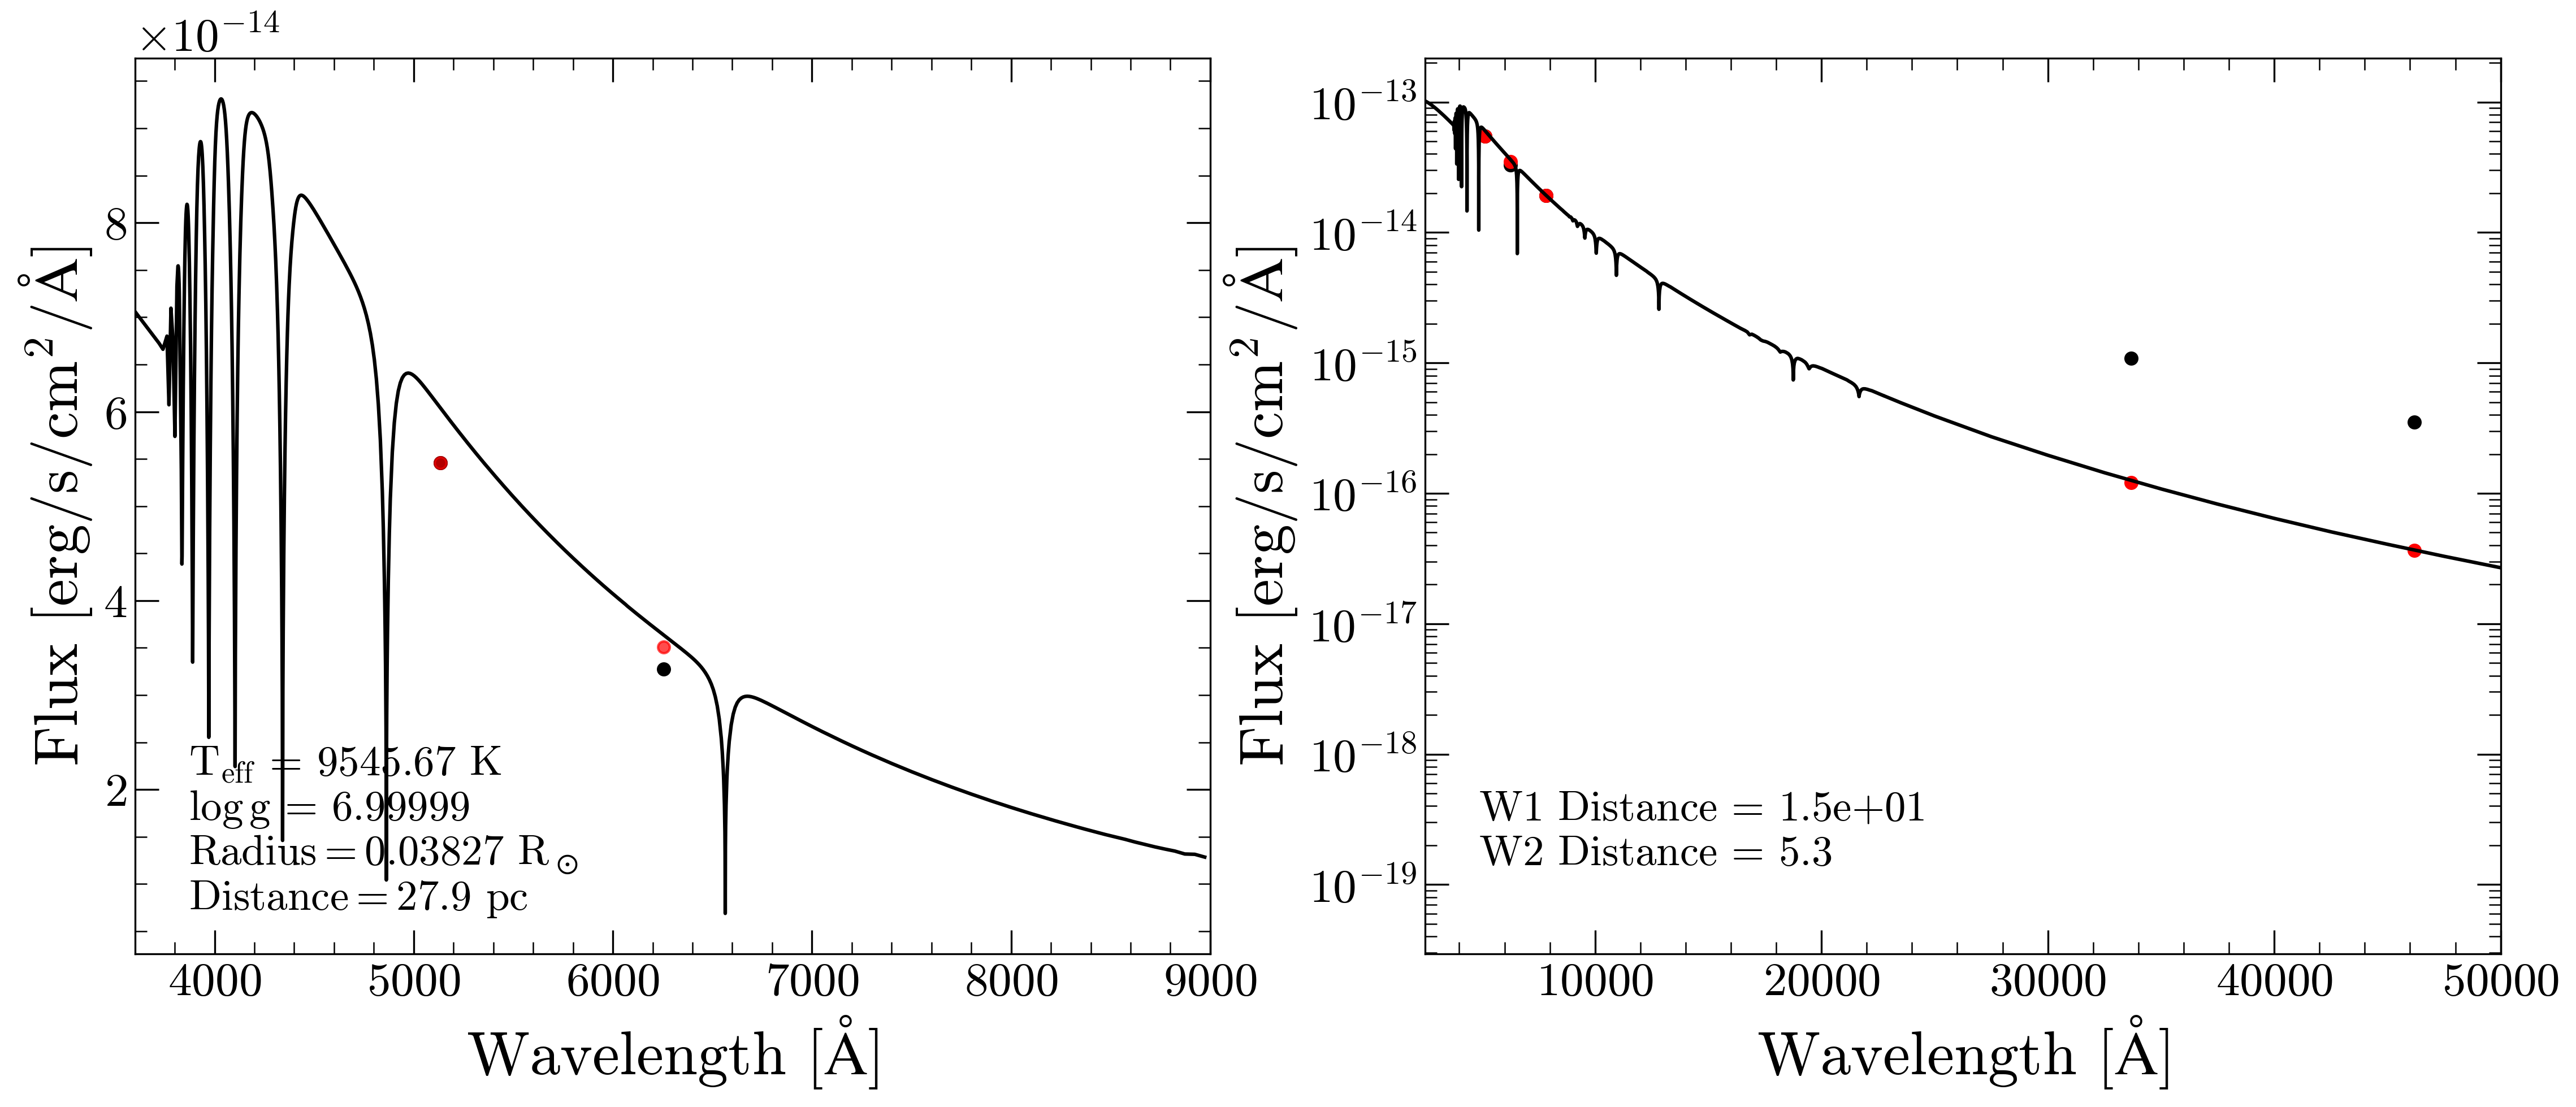 ×10⁻¹⁴
Flux [erg/s/cm²/Å]
8
6
4
2
T_eff = 9545.67 K
log g = 6.99999
Radius = 0.03827 R_⊙
Distance = 27.9 pc
4000 5000 6000 7000 8000 9000
Wavelength [Å]
Flux [erg/s/cm²/Å]
10⁻¹³
10⁻¹⁴
10⁻¹⁵
10⁻¹⁶
10⁻¹⁷
10⁻¹⁸
10⁻¹⁹
W1 Distance = 1.5e+01
W2 Distance = 5.3
10000 20000 30000 40000 50000
Wavelength [Å]